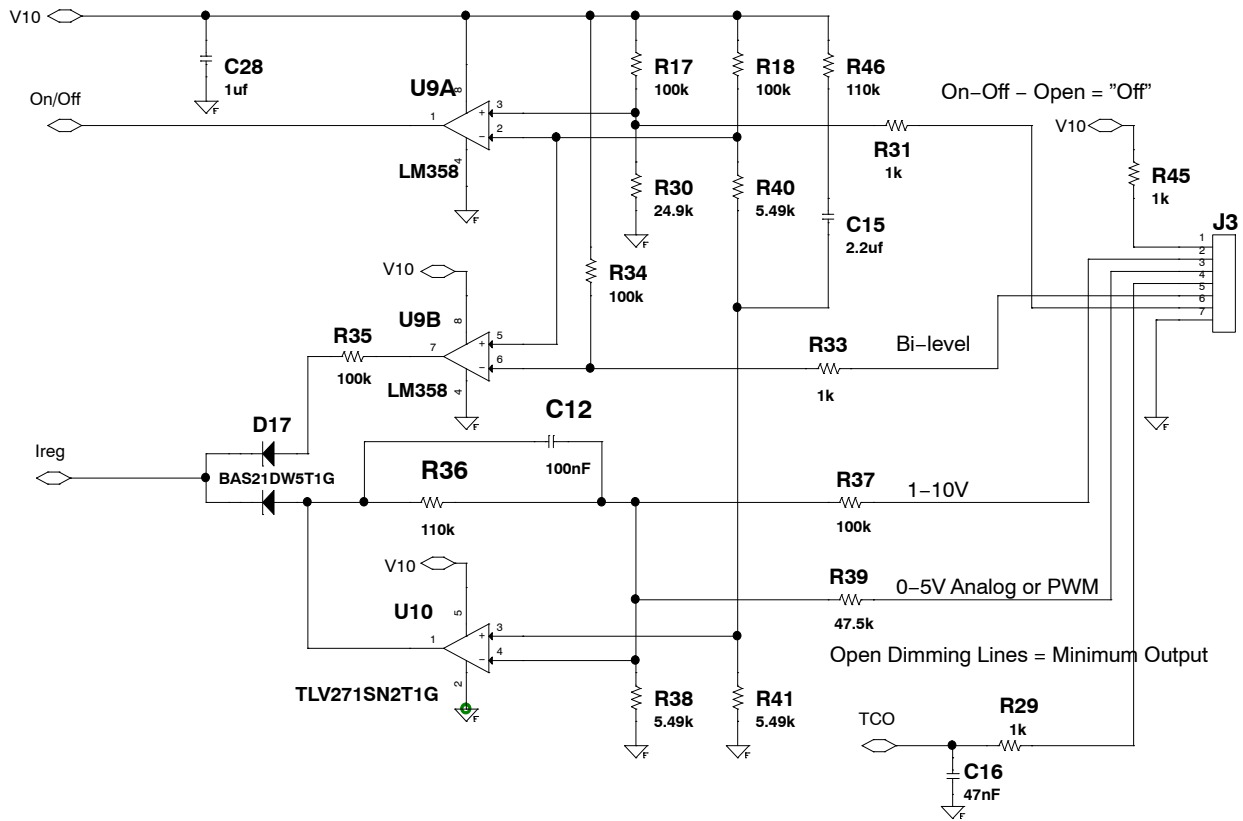 V10
C28
1uf
On/Off
U9A
8
3
1
2
4
LM358
R17
100k
R18
100k
R46
110k
On–Off – Open = ”Off”
V10
R31
1k
R45
1k
R30
24.9k
R40
5.49k
C15
2.2uf
J3
1
2
3
4
5
6
7
V10
R34
100k
U9B
8
5
7
6
4
LM358
R35
100k
R33
1k
Bi–level
D17
C12
100nF
Ireg
BAS21DW5T1G
R36
110k
R37
100k
1–10V
V10
R39
47.5k
0–5V Analog or PWM
U10
5
3
1
4
2
TLV271SN2T1G
Open Dimming Lines = Minimum Output
R38
5.49k
R41
5.49k
TCO
R29
1k
C16
47nF
F
F
F
F
F
F
F
F
F